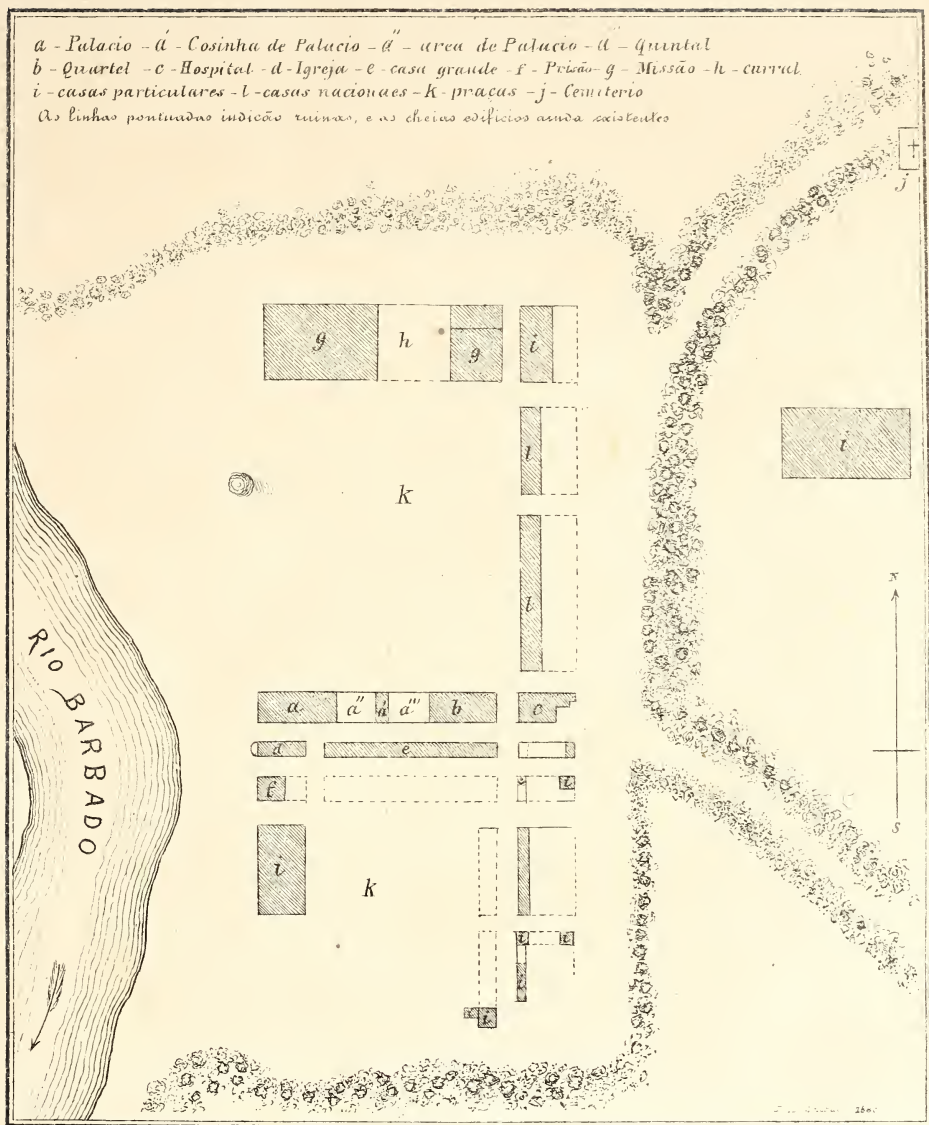 a - Palacio - á - Cosinha de Palacio - a'' - area de Palacio - a - Quintal
b - Quartel - c - Hospital - d - Igreja - e - casa grande - f - Prisão - g - Missão - h - curral
i - casas particulares - l - casas nacionaes - k - praças - j - Cemiterio
As linhas pontuadas indicão ruinas, e as cheias edificios ainda existentes
j
g h g i
l
i
k
l
N
a a'' á a''' b c
d e
f i
S
RIO BARBADO
i k
i i
i